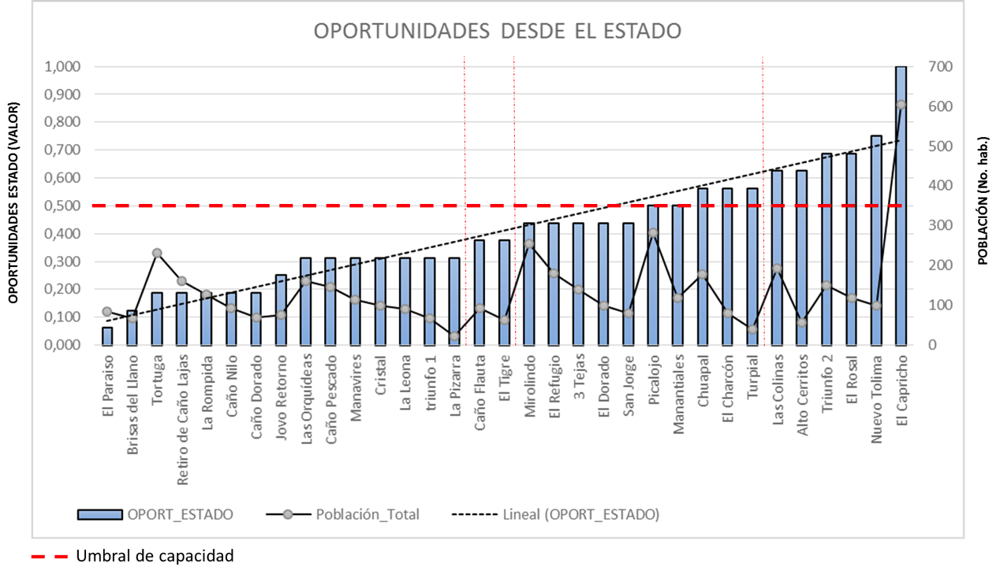 OPORTUNIDADES DESDE EL ESTADO
OPORTUNIDADES ESTADO (VALOR)
1,000
0,900
0,800
0,700
0,600
0,500
0,400
0,300
0,200
0,100
0,000
700
600
500
400
300
200
100
0
POBLACIÓN (No. hab.)
El Paraiso
Brisas del Llano
Tortuga
Retiro de Caño Lajas
La Rompida
Caño Nilo
Caño Dorado
Jovo Retorno
Las Orquídeas
Caño Pescado
Manavires
Cristal
La Leona
triunfo 1
La Pizarra
Caño Flauta
El Tigre
Mirolindo
El Refugio
3 Tejas
El Dorado
San Jorge
Picalojo
Manantiales
Chuapal
El Charcón
Turpial
Las Colinas
Alto Cerritos
Triunfo 2
El Rosal
Nuevo Tolima
El Capricho
OPORT_ESTADO
Población_Total
Lineal (OPORT_ESTADO)
Umbral de capacidad